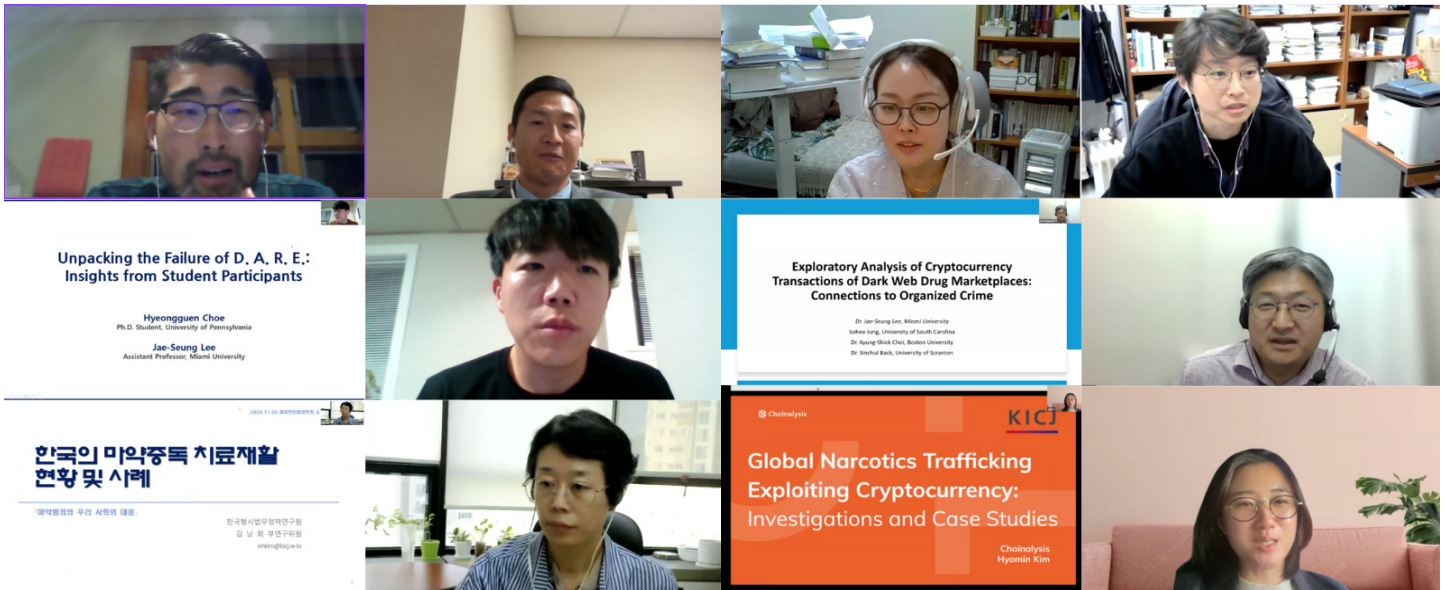 Unpacking the Failure of D. A. R. E.:
Insights from Student Participants
Hyeongguen Choe
Ph.D. Student, University of Pennsylvania
Jae-Seung Lee
Assistant Professor, Miami University
Exploratory Analysis of Cryptocurrency
Transactions of Dark Web Drug Marketplaces:
Connections to Organized Crime
Dr. Jae-Seung Lee, Miami University
Sohee Jung, University of South Carolina
Dr. Kyung-Shick Choi, Boston University
Dr. Sinchul Back, University of Scranton
한국인 마약중독 치료재활
현황 및 사례
「마약범죄와 우리 사회의 대응」
한국형사법무정책연구원
김 낭 희 부연구위원
nhkim@kicj.re.kr
Chainalysis
KICJ
Global Narcotics Trafficking
Exploiting Cryptocurrency:
Investigations and Case Studies
Chainalysis
Hyomin Kim